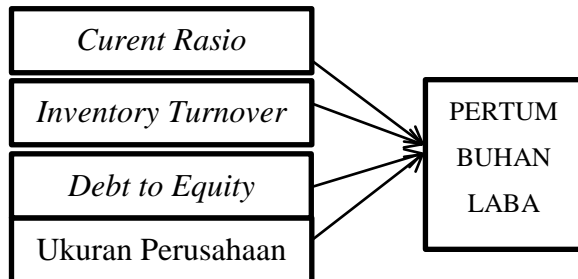 Curent Rasio
Inventory Turnover
Debt to Equity
Ukuran Perusahaan
PERTUM
BUHAN
LABA